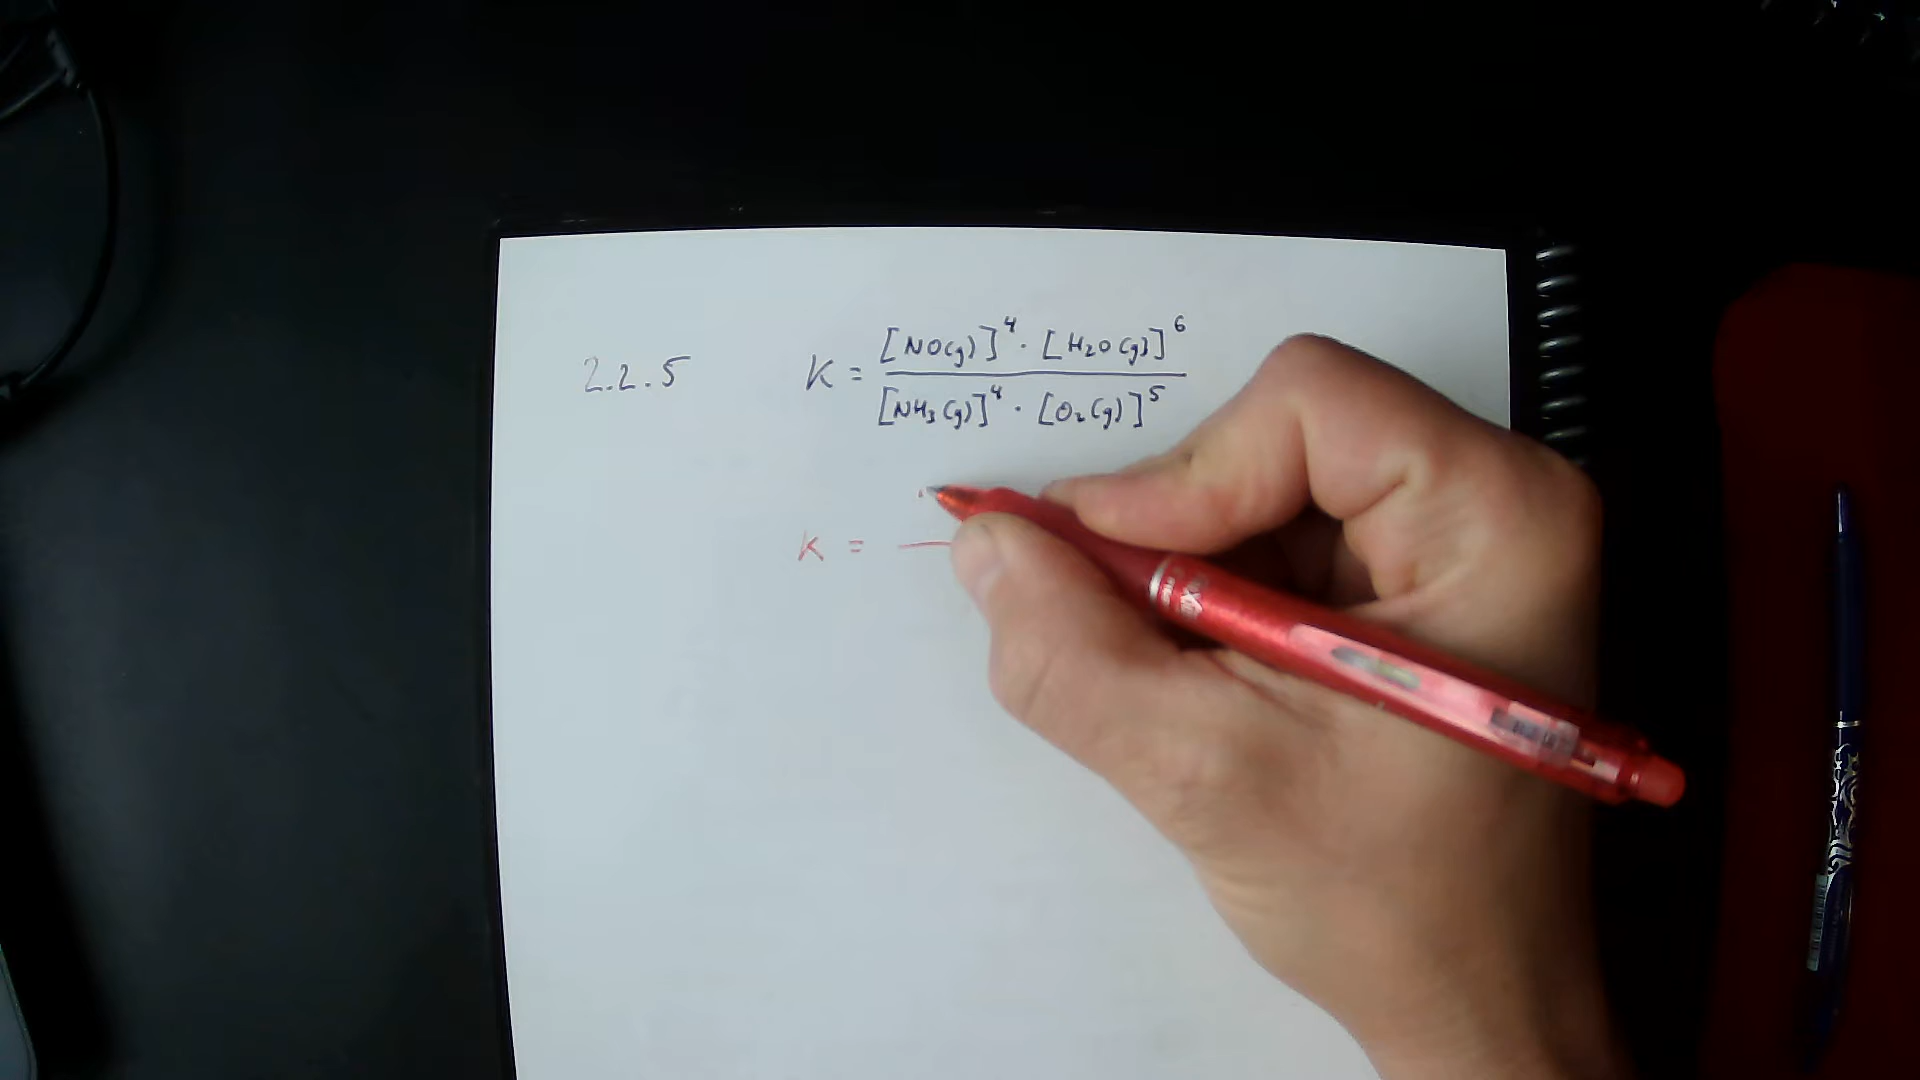 2.2.5 K = [NO(g)]⁴ · [H₂O(g)]⁶ / [NH₃(g)]⁴ · [O₂(g)]⁵
K =